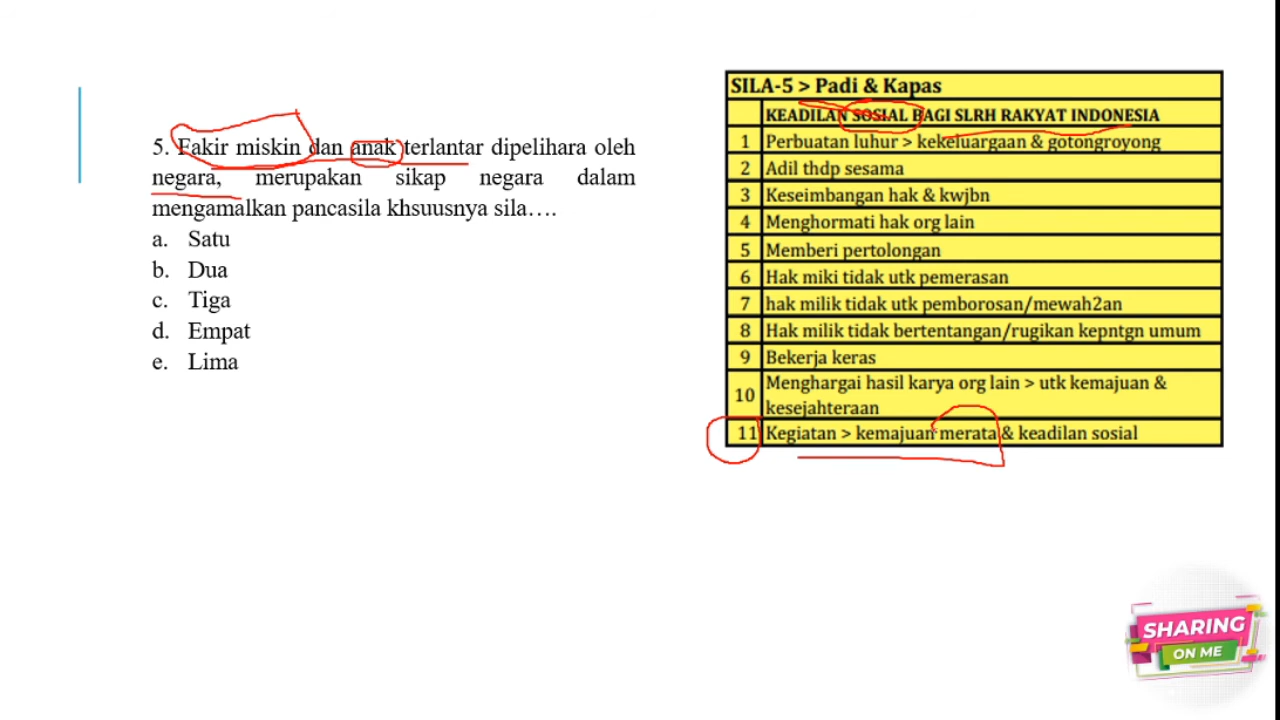 5. Fakir miskin dan anak terlantar dipelihara oleh
negara, merupakan sikap negara dalam
mengamalkan pancasila khsuusnya sila….
a. Satu
b. Dua
c. Tiga
d. Empat
e. Lima
SILA-5 > Padi & Kapas
KEADILAN SOSIAL BAGI SLRH RAKYAT INDONESIA
1 Perbuatan luhur > kekeluargaan & gotongroyong
2 Adil thdp sesama
3 Keseimbangan hak & kwjbn
4 Menghormati hak org lain
5 Memberi pertolongan
6 Hak miki tidak utk pemerasan
7 hak milik tidak utk pemborosan/mewah2an
8 Hak milik tidak bertentangan/rugikan kepntgn umum
9 Bekerja keras
10 Menghargai hasil karya org lain > utk kemajuan &
kesejahteraan
11 Kegiatan > kemajuan merata & keadilan sosial
SHARING
ON ME